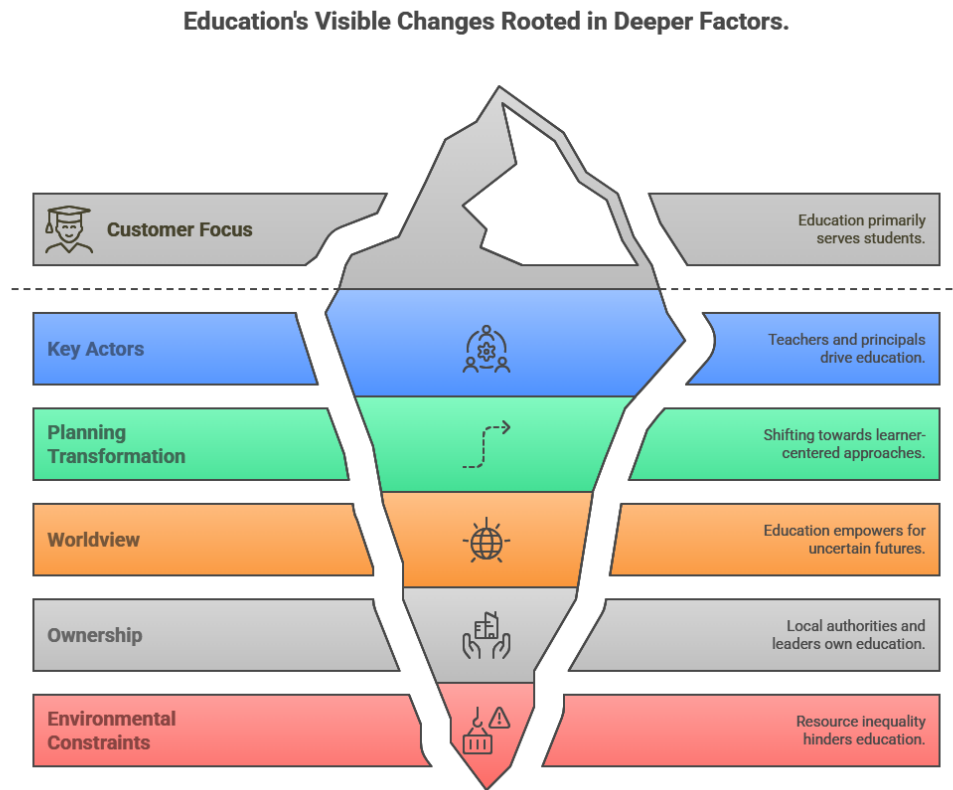 Education's Visible Changes Rooted in Deeper Factors.
Customer Focus
Education primarily
serves students.
Key Actors
Teachers and principals
drive education.
Planning
Transformation
Shifting towards learner-
centered approaches.
Worldview
Education empowers for
uncertain futures.
Ownership
Local authorities and
leaders own education.
Environmental
Constraints
Resource inequality
hinders education.